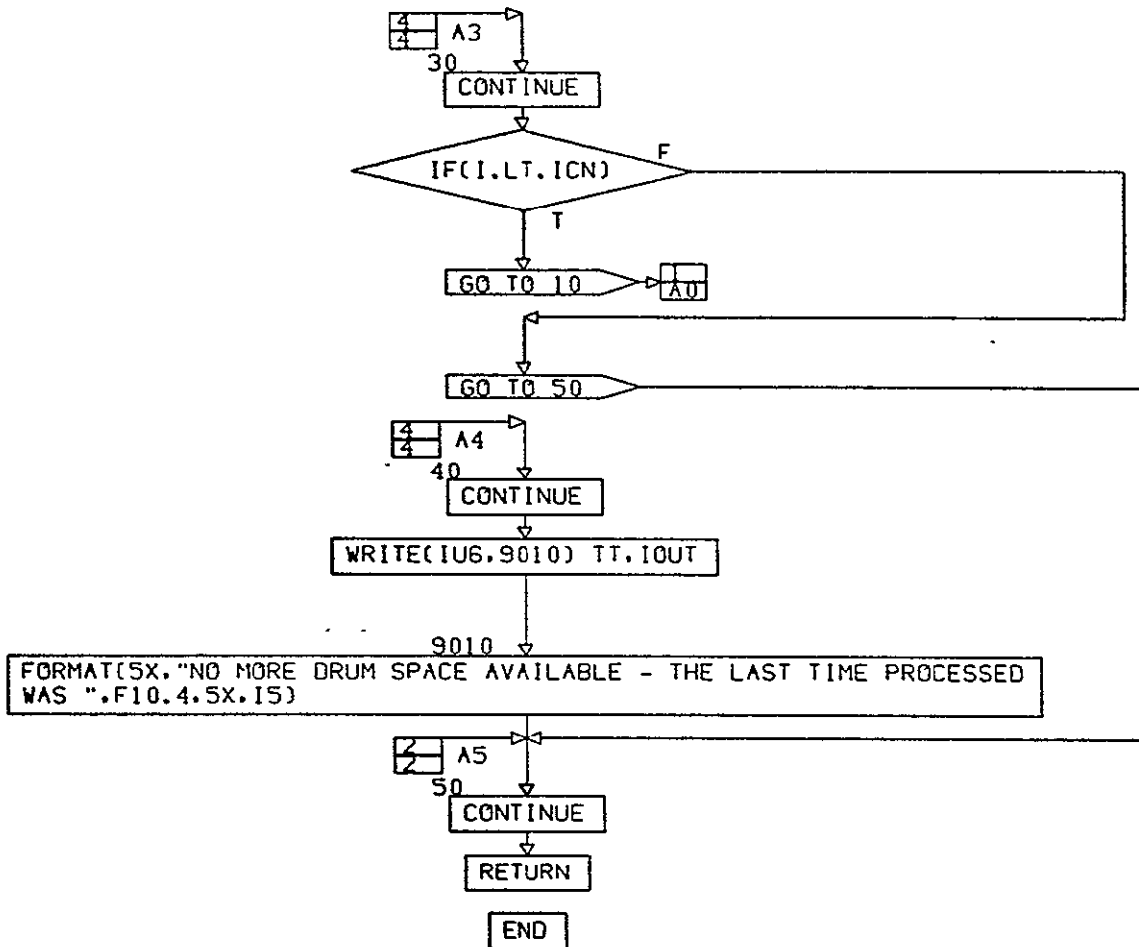 4
4
A3
30
CONTINUE
IF(I.LT.ICN)
F
T
GO TO 10
1
A0
GO TO 50
4
4
A4
40
CONTINUE
WRITE(IU6.9010) TT.IOUT
9010
FORMAT(5X."NO MORE DRUM SPACE AVAILABLE - THE LAST TIME PROCESSED
WAS ".F10.4.5X.I5)
2
2
A5
50
CONTINUE
RETURN
END